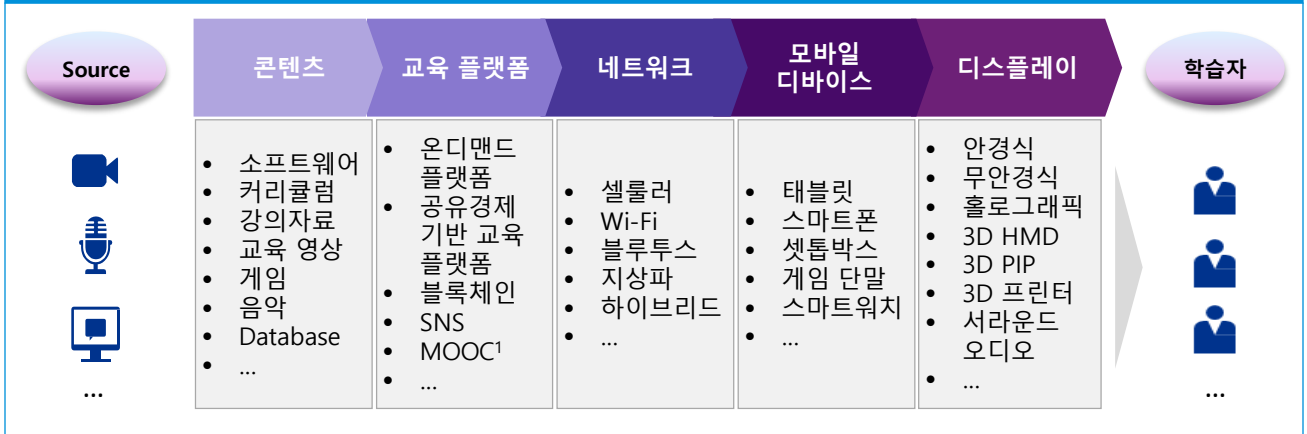 Source
콘텐츠
교육 플랫폼
네트워크
모바일
디바이스
디스플레이
학습자
• 소프트웨어
• 커리큘럼
• 강의자료
• 교육 영상
• 게임
• 음악
• Database
• ...
• 온디맨드
플랫폼
• 공유경제
기반 교육
플랫폼
• 블록체인
• SNS
• MOOC¹
• ...
• 셀룰러
• Wi-Fi
• 블루투스
• 지상파
• 하이브리드
• ...
• 태블릿
• 스마트폰
• 셋톱박스
• 게임 단말
• 스마트워치
• ...
• 안경식
• 무안경식
• 홀로그래픽
• 3D HMD
• 3D PIP
• 3D 프린터
• 서라운드
오디오
• ...
...
...